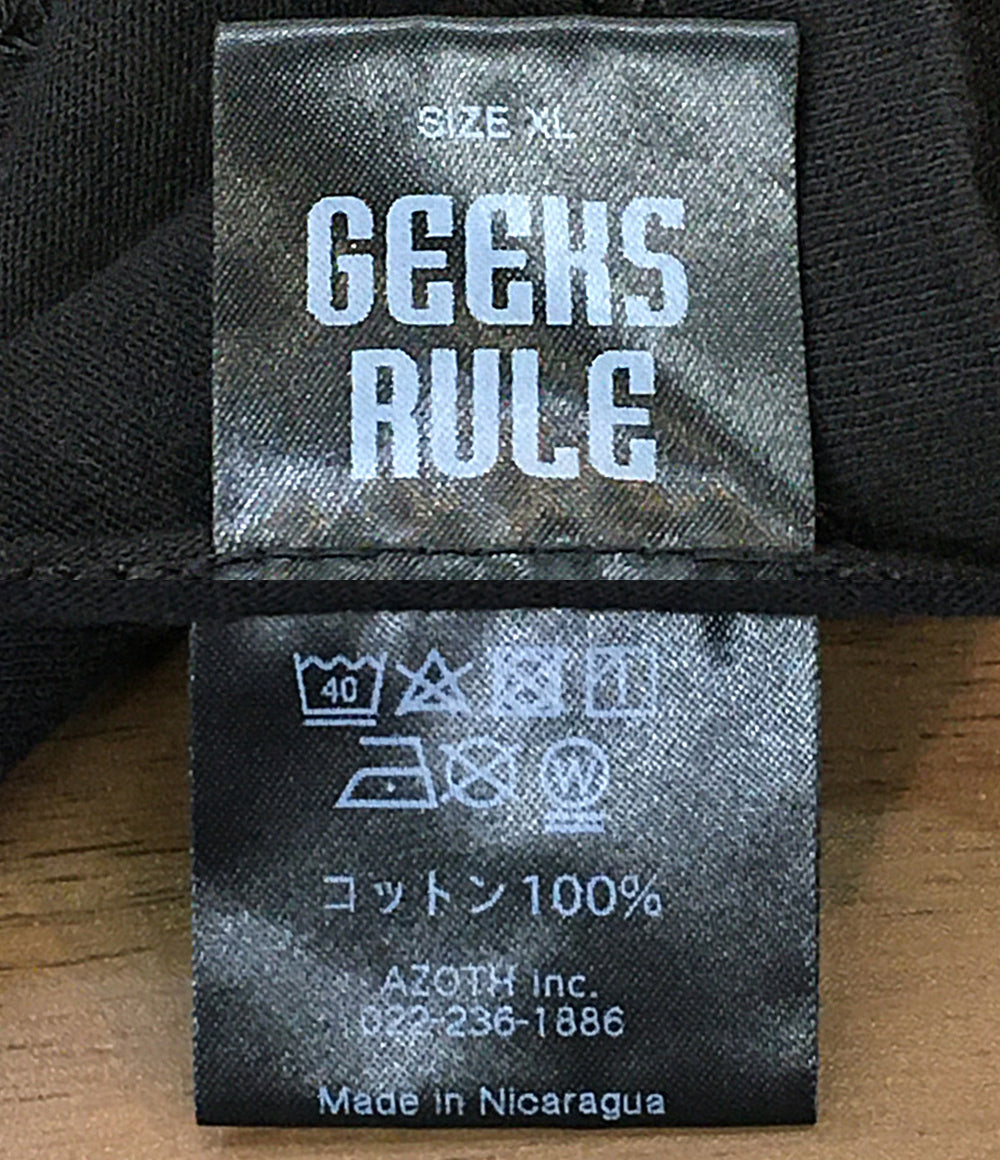 SIZE XL
GEEKS
RULE
40
W
コットン100%
AZOTH Inc.
022-236-1886
Made in Nicaragua